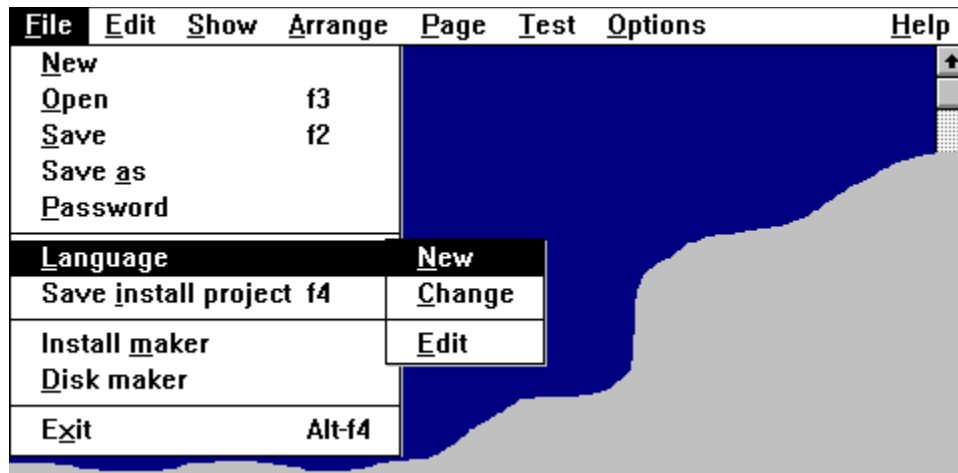 File Edit Show Arrange Page Test Options Help
New
Open f3
Save f2
Save as
Password
Language
Save install project f4
Install maker
Disk maker
Exit Alt-f4
New
Change
Edit